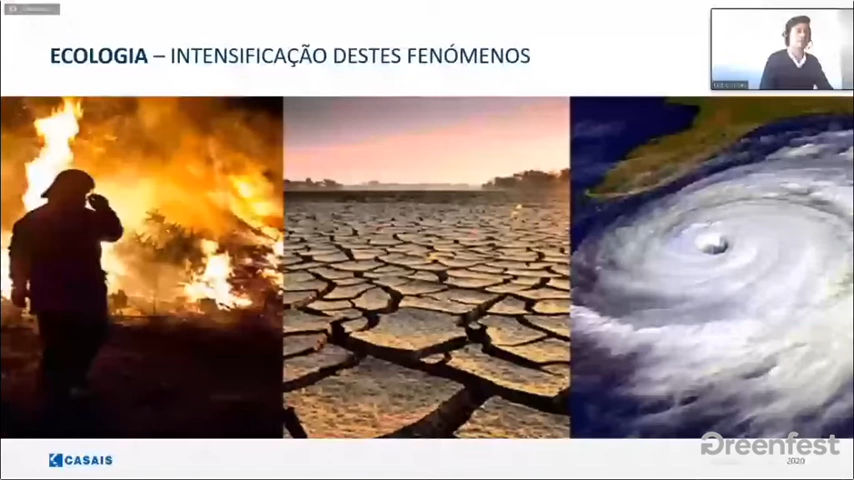 ECOLOGIA – INTENSIFICAÇÃO DESTES FENÓMENOS
CASAIS
Greenfest
2020